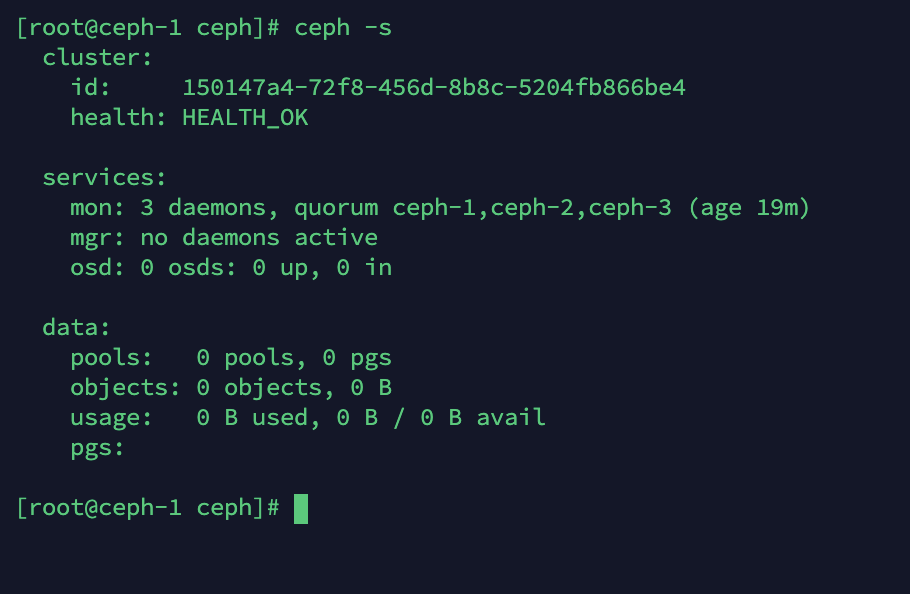 [root@ceph-1 ceph]# ceph -s
  cluster:
    id:     150147a4-72f8-456d-8b8c-5204fb866be4
    health: HEALTH_OK

  services:
    mon: 3 daemons, quorum ceph-1,ceph-2,ceph-3 (age 19m)
    mgr: no daemons active
    osd: 0 osds: 0 up, 0 in

  data:
    pools:   0 pools, 0 pgs
    objects: 0 objects, 0 B
    usage:   0 B used, 0 B / 0 B avail
    pgs:

[root@ceph-1 ceph]#